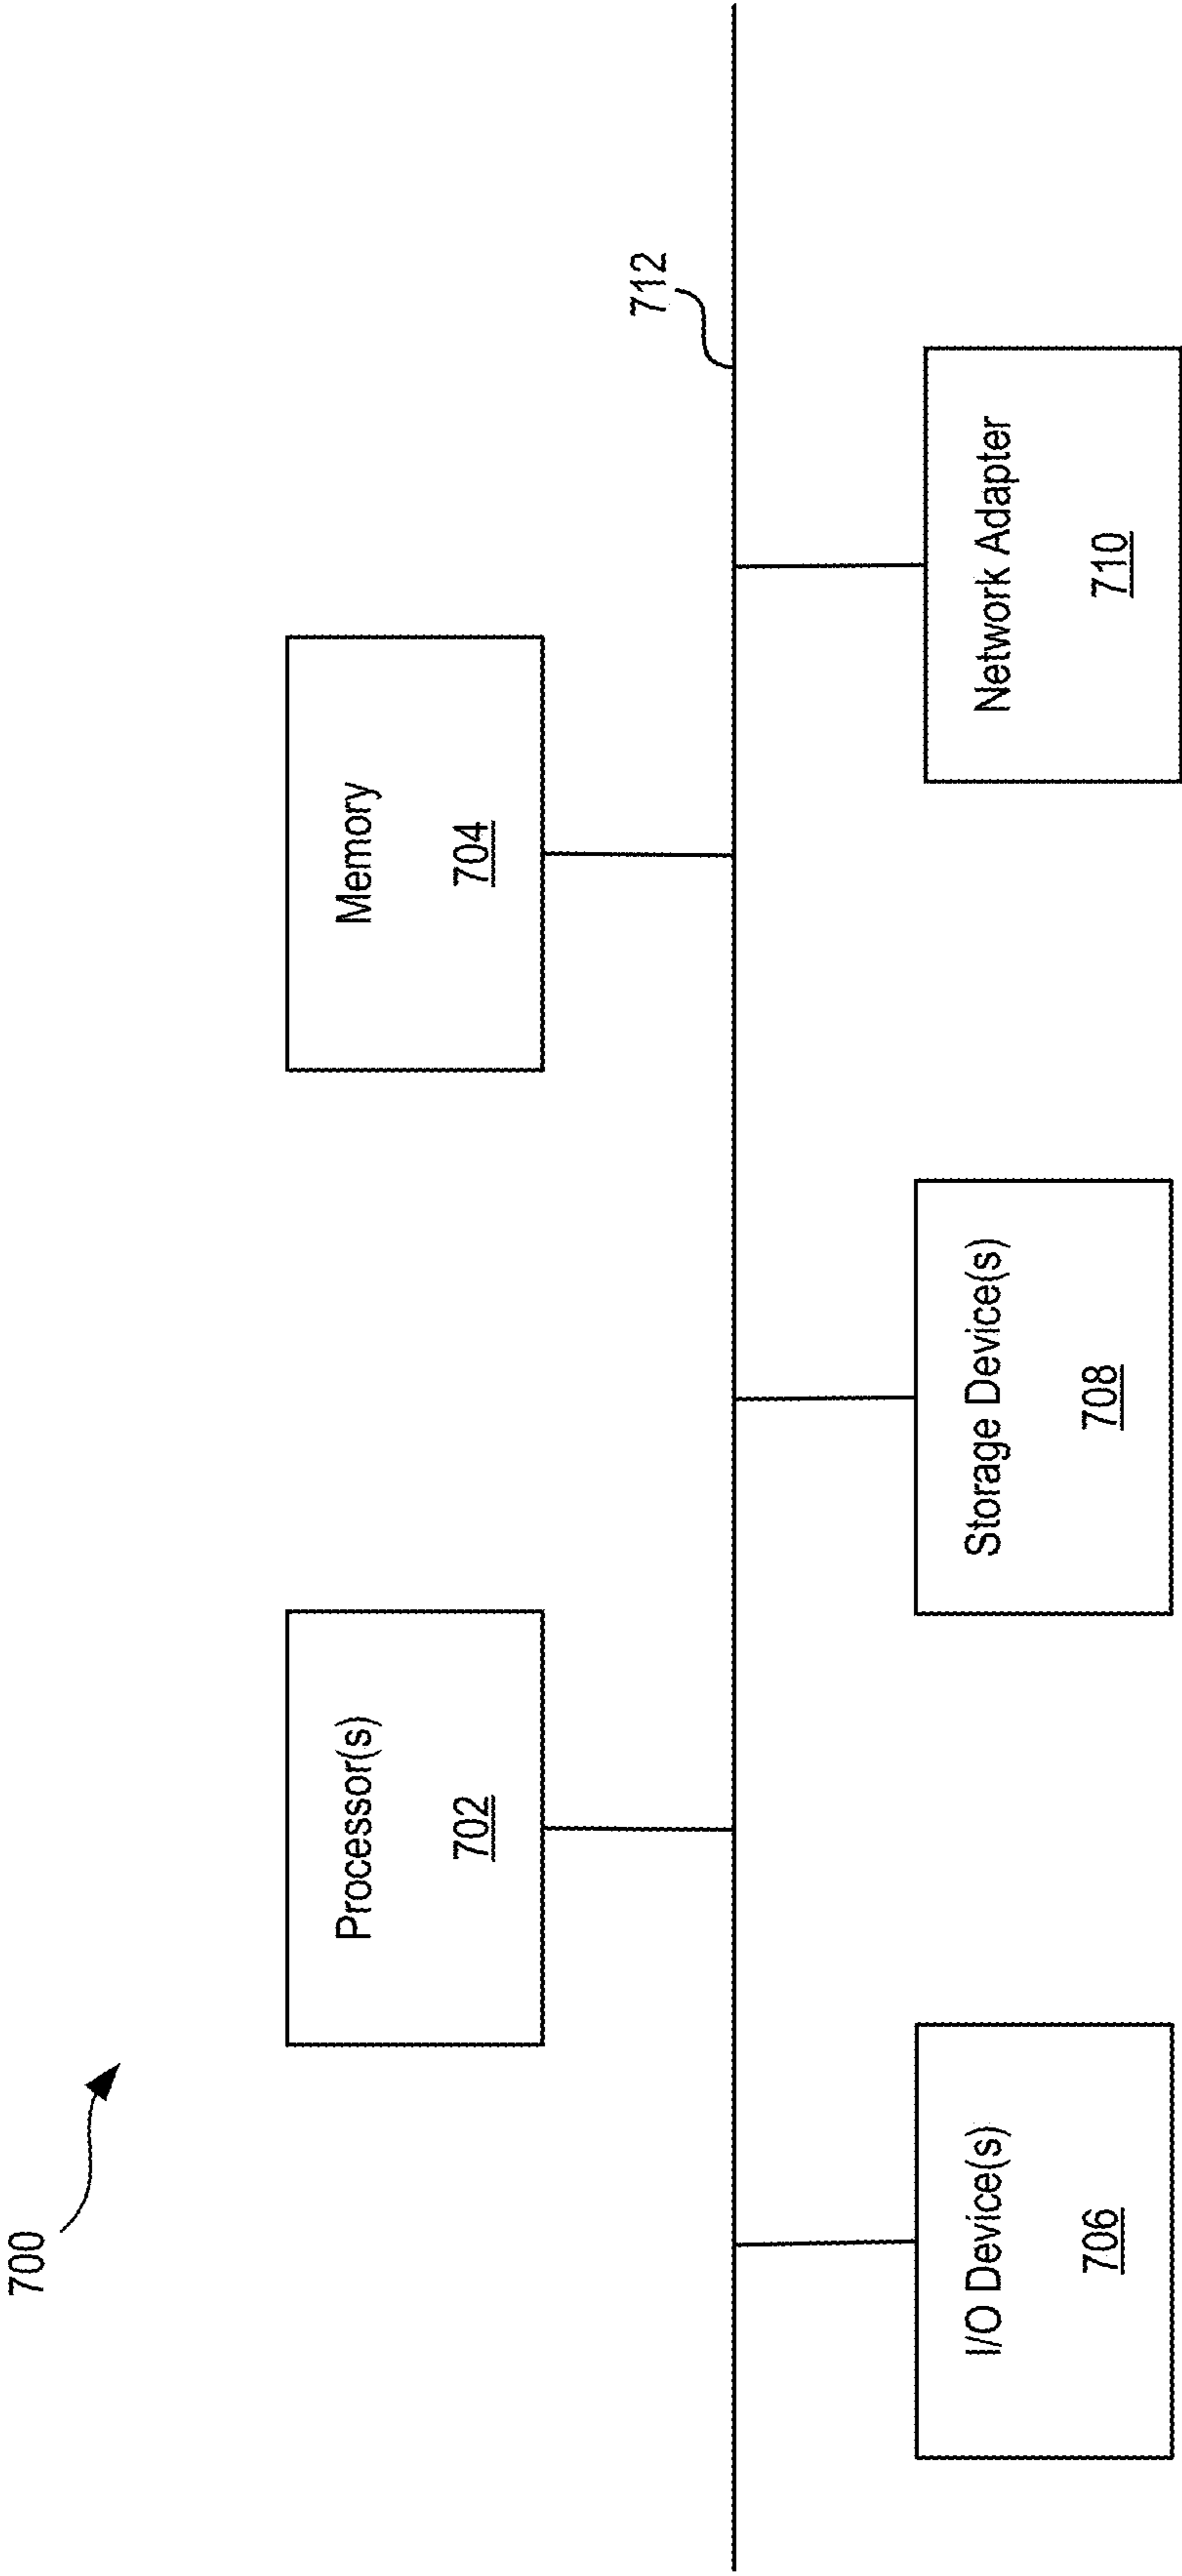 700
Processor(s)
702
Memory
704
712
I/O Device(s)
706
Storage Device(s)
708
Network Adapter
710